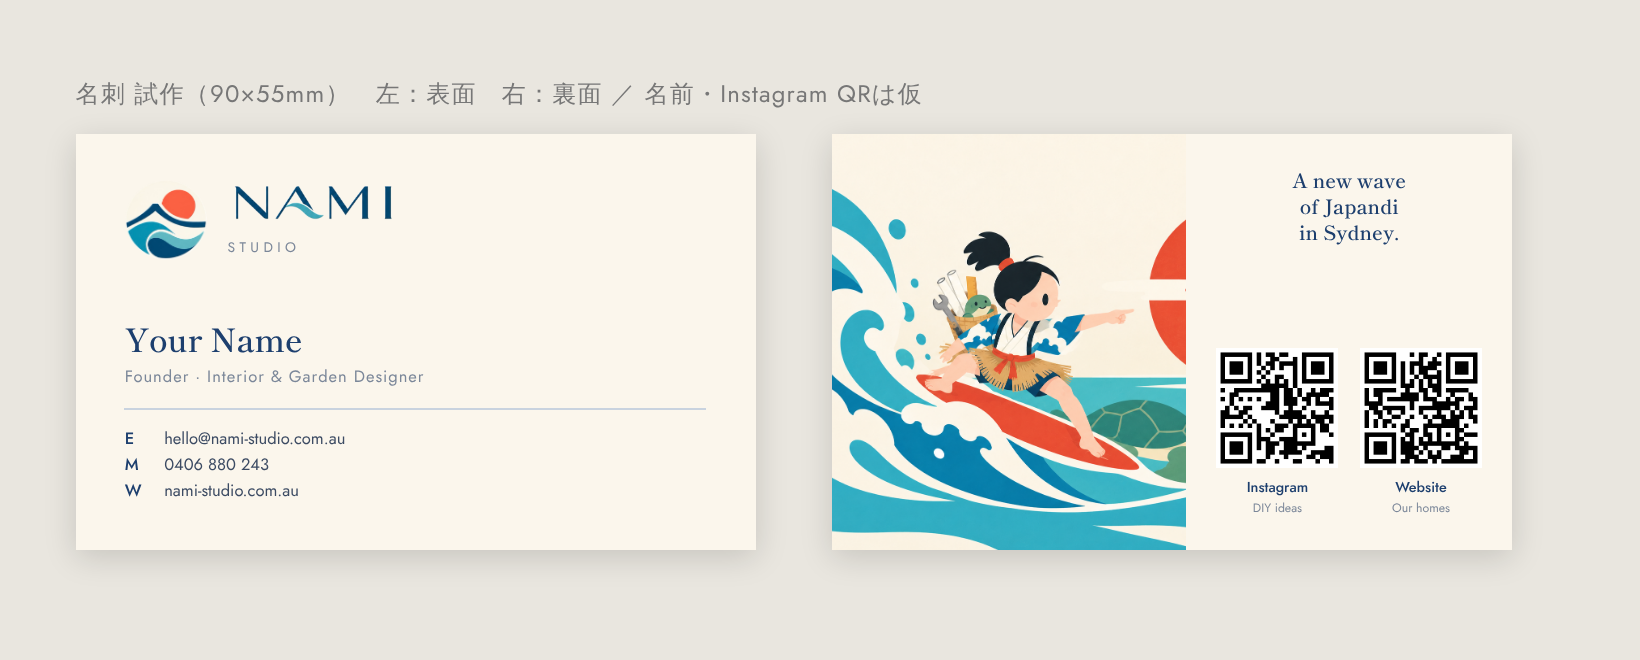 名刺 試作（90×55mm）　左：表面　右：裏面 ／ 名前・Instagram QRは仮
NAMI
STUDIO
Your Name
Founder · Interior & Garden Designer
E hello@nami-studio.com.au
M 0406 880 243
W nami-studio.com.au
A new wave
of Japandi
in Sydney.
Instagram
DIY ideas
Website
Our homes